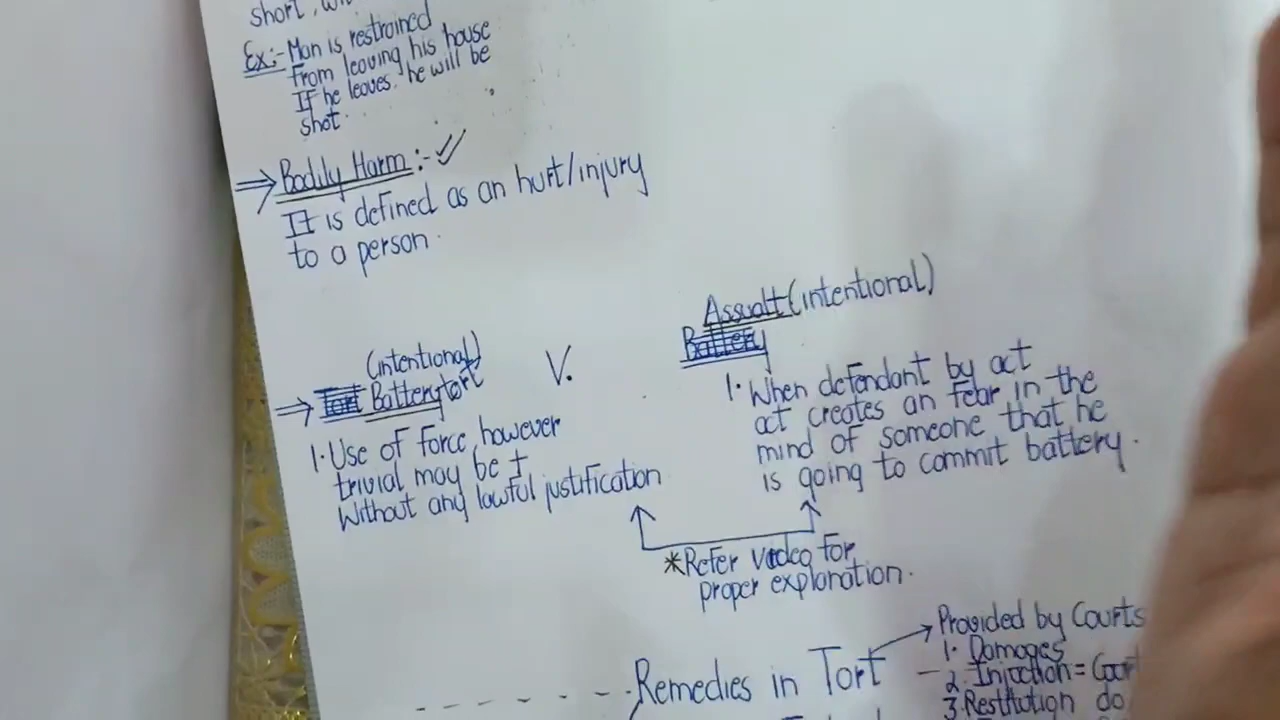 short, wi
Ex:- Man is restrained
from leaving his house
If he leaves, he will be
shot.
⇒ Bodily Harm:- ✓
It is defined as an hurt/injury
to a person.
(intentional)
⇒ Battery tort
V.
Assualt (intentional)
Battery
1. Use of force, however
trivial may be +
Without any lawful justification
1. When defendant by act
act creates an fear in the
mind of someone that he
is going to commit battery.
*Refer video for
proper explanation.
Remedies in Tort
Provided by Courts
1. Damages
2. Injaction = Court
3. Restitution do